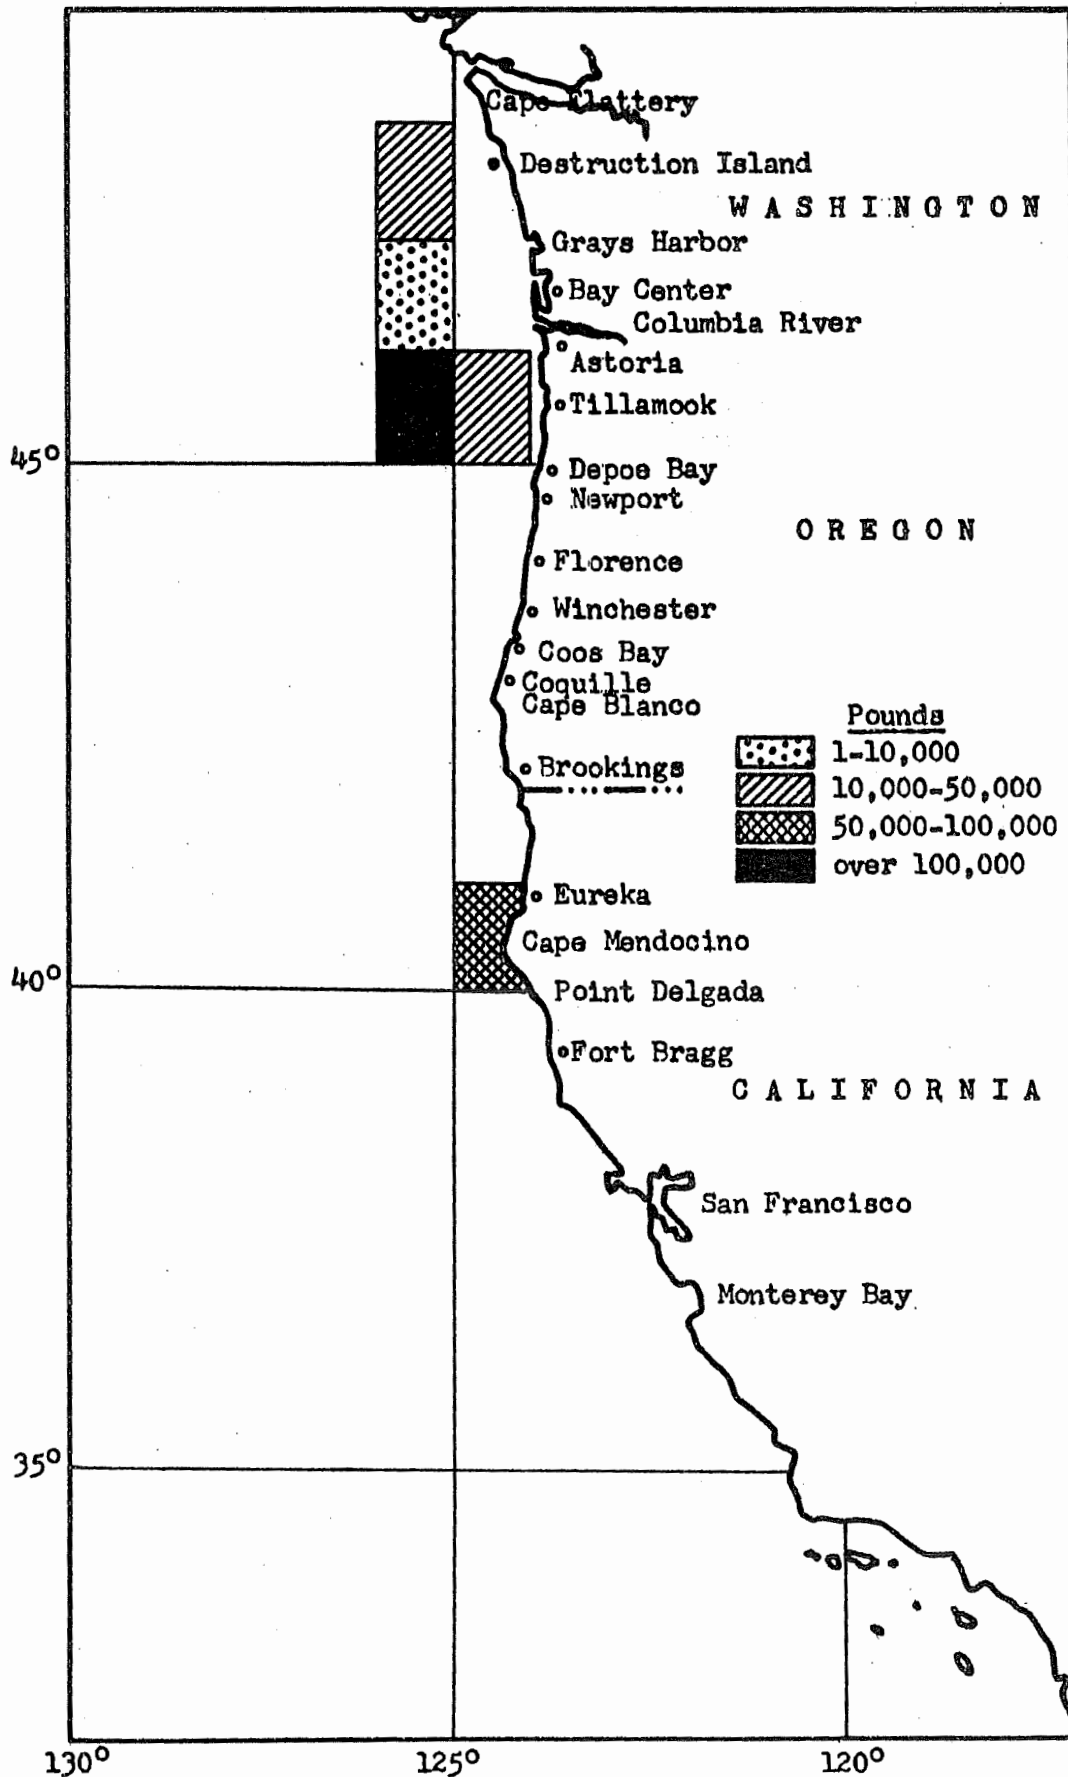 Cape Flattery
Destruction Island
WASHINGTON
Grays Harbor
Bay Center
Columbia River
Astoria
Tillamook
45°
Depoe Bay
Newport
OREGON
Florence
Winchester
Coos Bay
Coquille
Cape Blanco
Pounds
1-10,000
10,000-50,000
50,000-100,000
over 100,000
Brookings
Eureka
Cape Mendocino
40°
Point Delgada
Fort Bragg
CALIFORNIA
San Francisco
Monterey Bay
35°
130°
125°
120°